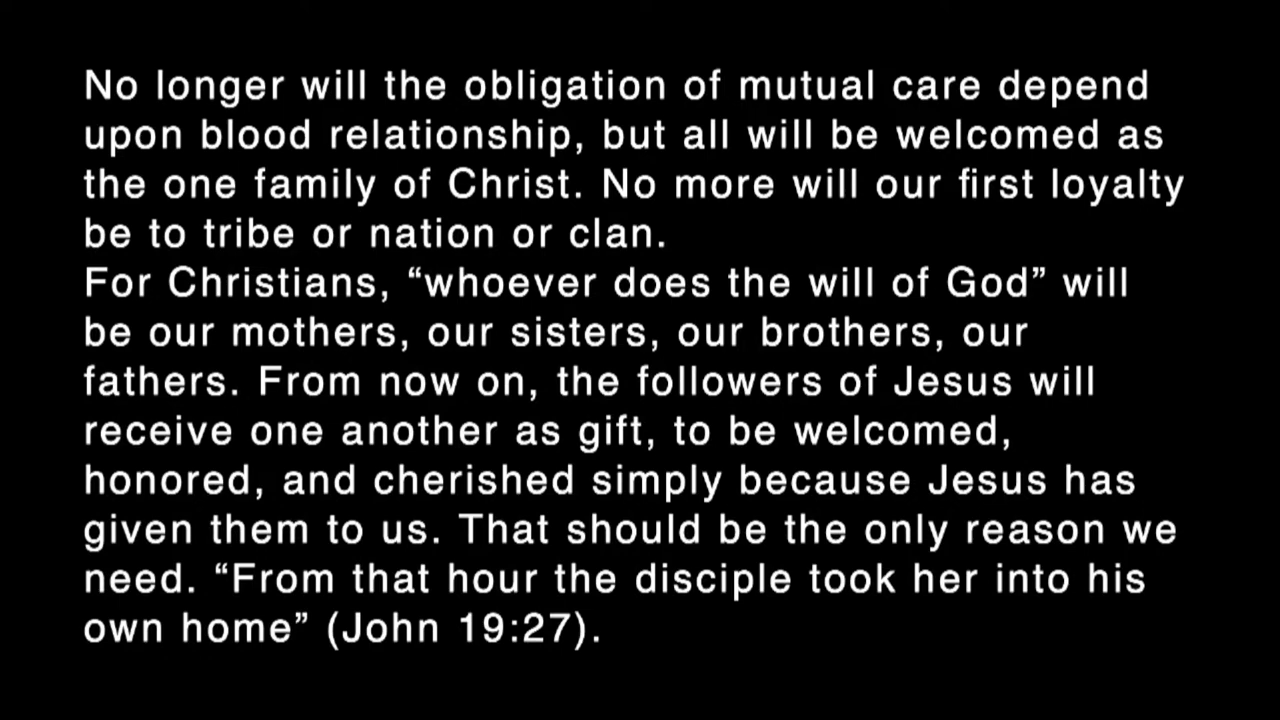 No longer will the obligation of mutual care depend
upon blood relationship, but all will be welcomed as
the one family of Christ. No more will our first loyalty
be to tribe or nation or clan.
For Christians, “whoever does the will of God” will
be our mothers, our sisters, our brothers, our
fathers. From now on, the followers of Jesus will
receive one another as gift, to be welcomed,
honored, and cherished simply because Jesus has
given them to us. That should be the only reason we
need. “From that hour the disciple took her into his
own home” (John 19:27).